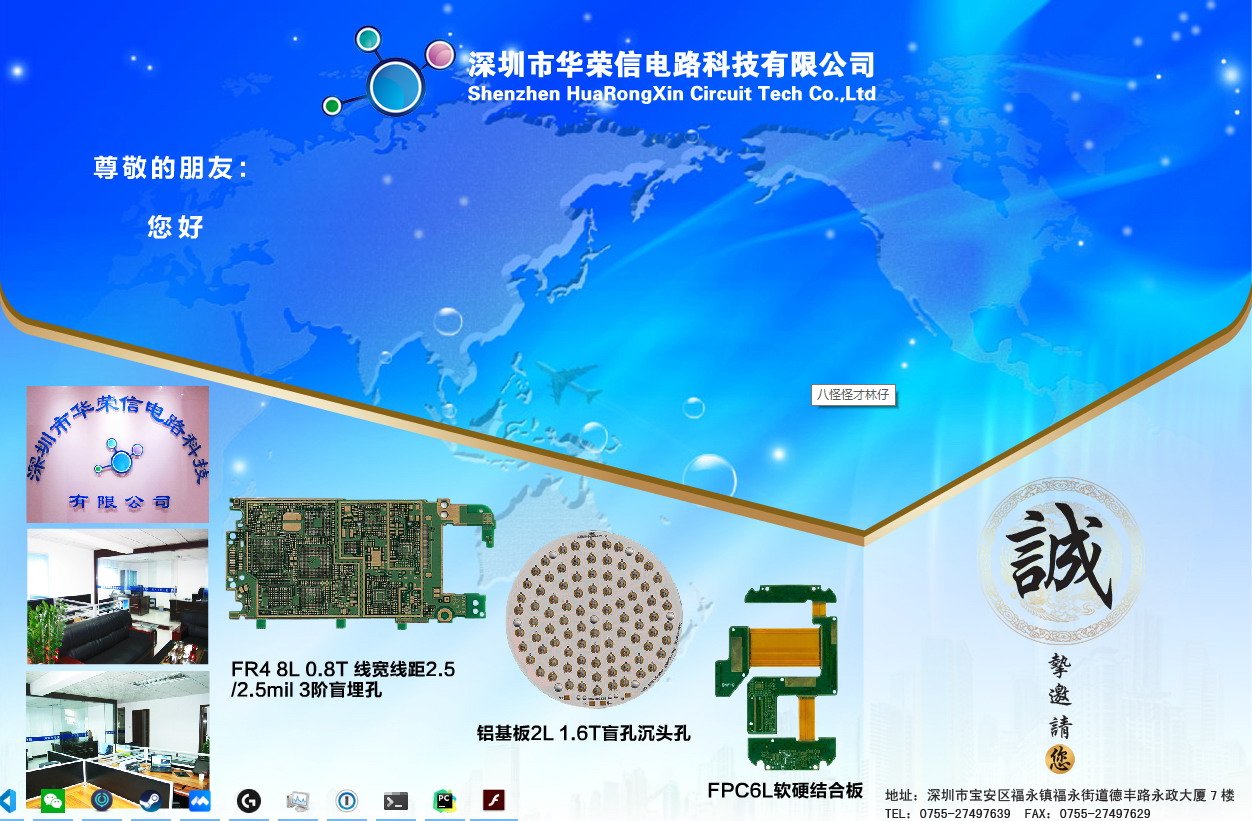 深圳市华荣信电路科技有限公司
Shenzhen HuaRongXin Circuit Tech Co.,Ltd
尊敬的朋友：
您好
八怪怪才林仔
深圳市华荣信电路科技
有限公司
FR4 8L 0.8T 线宽线距2.5
/2.5mil 3阶盲埋孔
铝基板2L 1.6T盲孔沉头孔
FPC6L软硬结合板
誠
摯
邀
請
您
地址：深圳市宝安区福永镇福永街道德丰路永政大厦7楼
TEL：0755-27497639 FAX：0755-27497629
PC